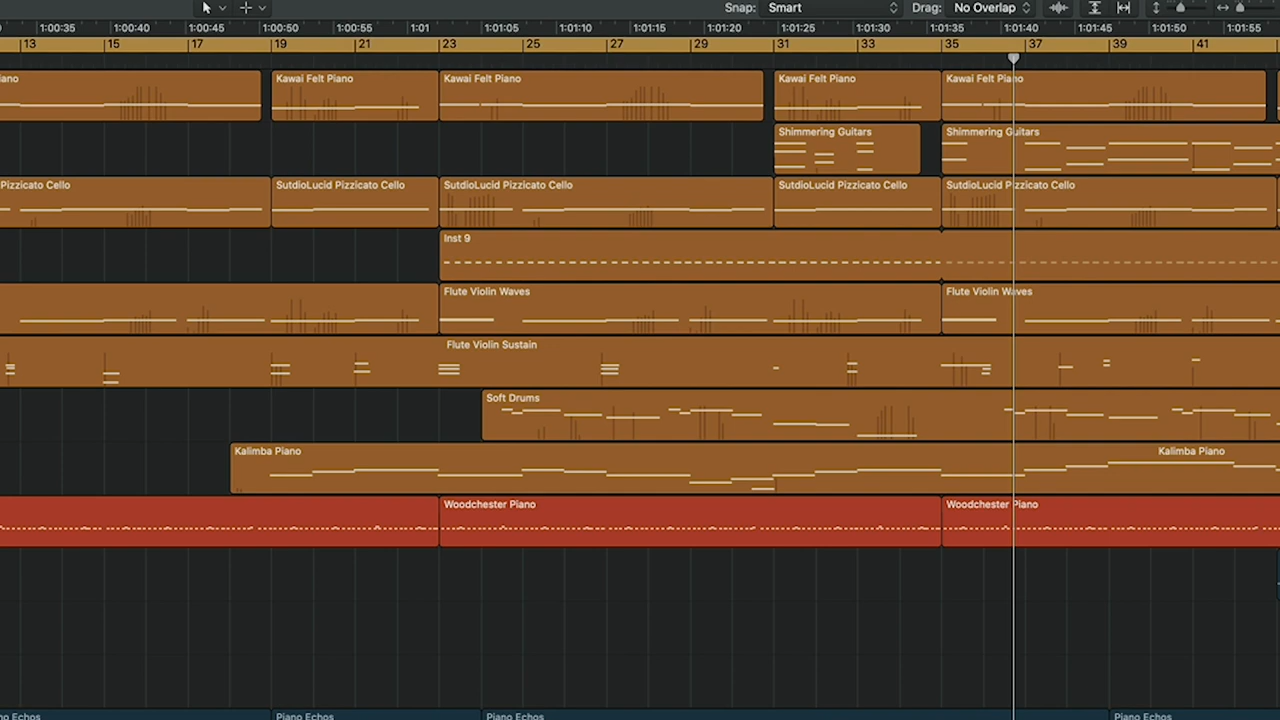 Snap: Smart Drag: No Overlap
1:00:35 1:00:40 1:00:45 1:00:50 1:00:55 1:01 1:01:05 1:01:10 1:01:15 1:01:20 1:01:25 1:01:30 1:01:35 1:01:40 1:01:45 1:01:50 1:01:55
13 15 17 19 21 23 25 27 29 31 33 35 37 39 41
iano Kawai Felt Piano Kawai Felt Piano Kawai Felt Piano Kawai Felt Piano
Shimmering Guitars Shimmering Guitars
Pizzicato Cello SutdioLucid Pizzicato Cello SutdioLucid Pizzicato Cello SutdioLucid Pizzicato Cello SutdioLucid Pizzicato Cello
Inst 9
Flute Violin Waves Flute Violin Waves
Flute Violin Sustain
Soft Drums
Kalimba Piano Kalimba Piano
Woodchester Piano Woodchester Piano
no Echos Piano Echos Piano Echos Piano Echos